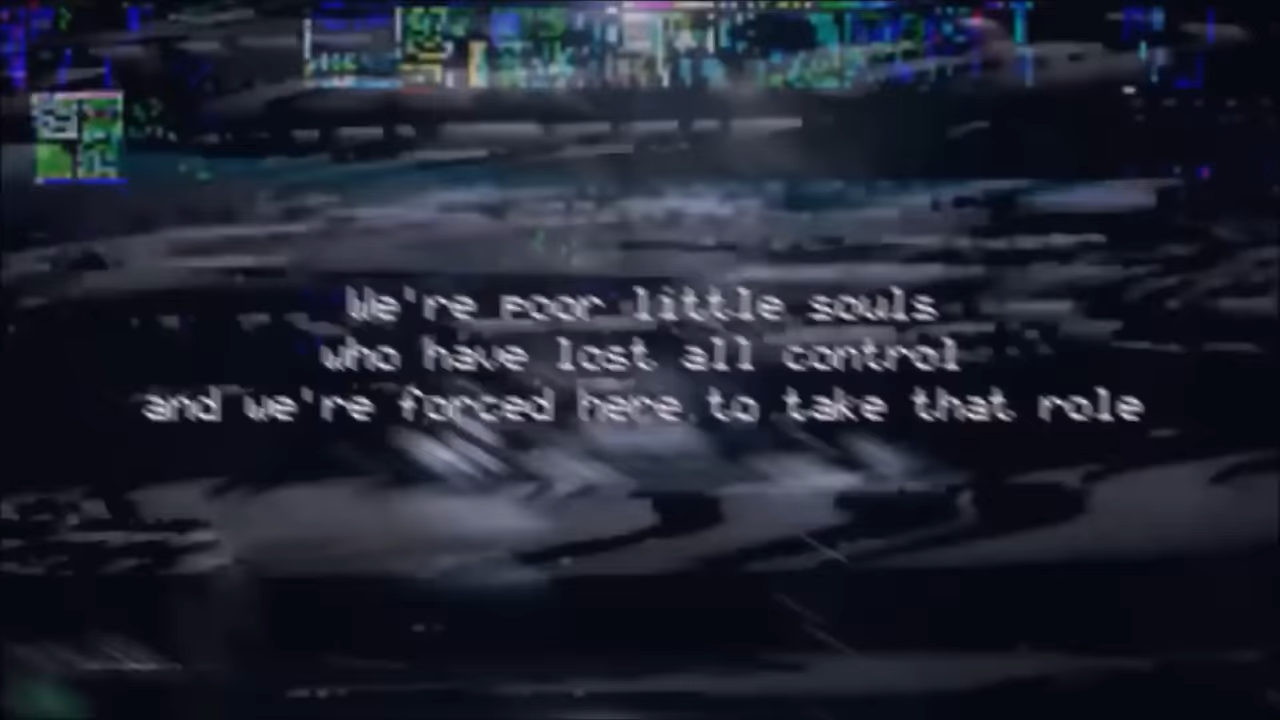 We're poor little souls
who have lost all control
and we're forced here to take that role